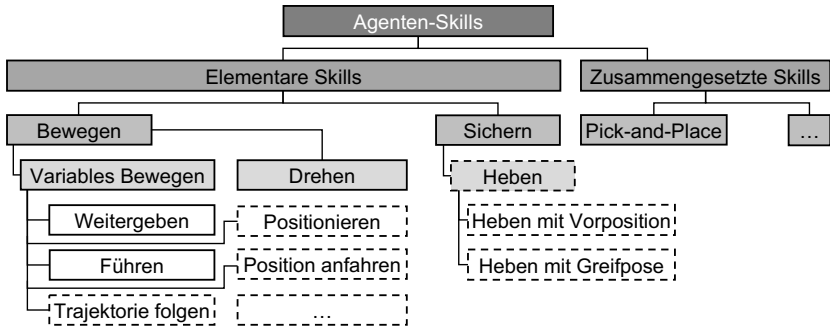 Agenten-Skills
Elementare Skills
Zusammengesetzte Skills
Bewegen
Sichern
Pick-and-Place
...
Variables Bewegen
Drehen
Heben
Weitergeben
Positionieren
Heben mit Vorposition
Führen
Position anfahren
Heben mit Greifpose
Trajektorie folgen
...